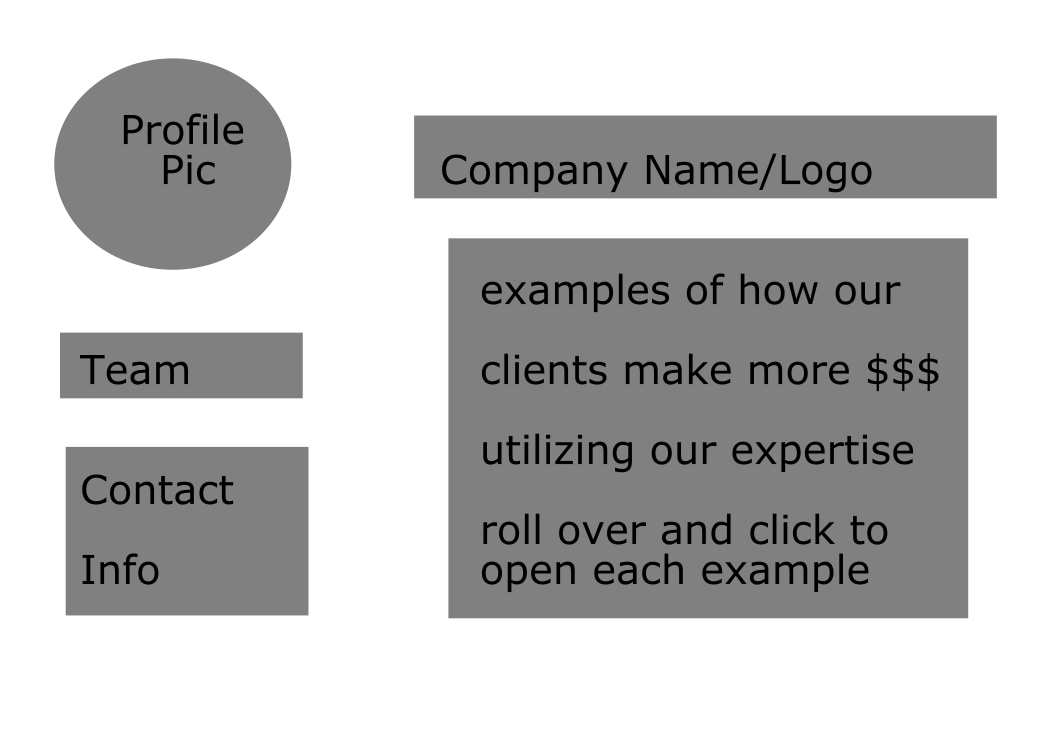 Profile
Pic
Company Name/Logo
Team
Contact
Info
examples of how our
clients make more $$$
utilizing our expertise
roll over and click to
open each example